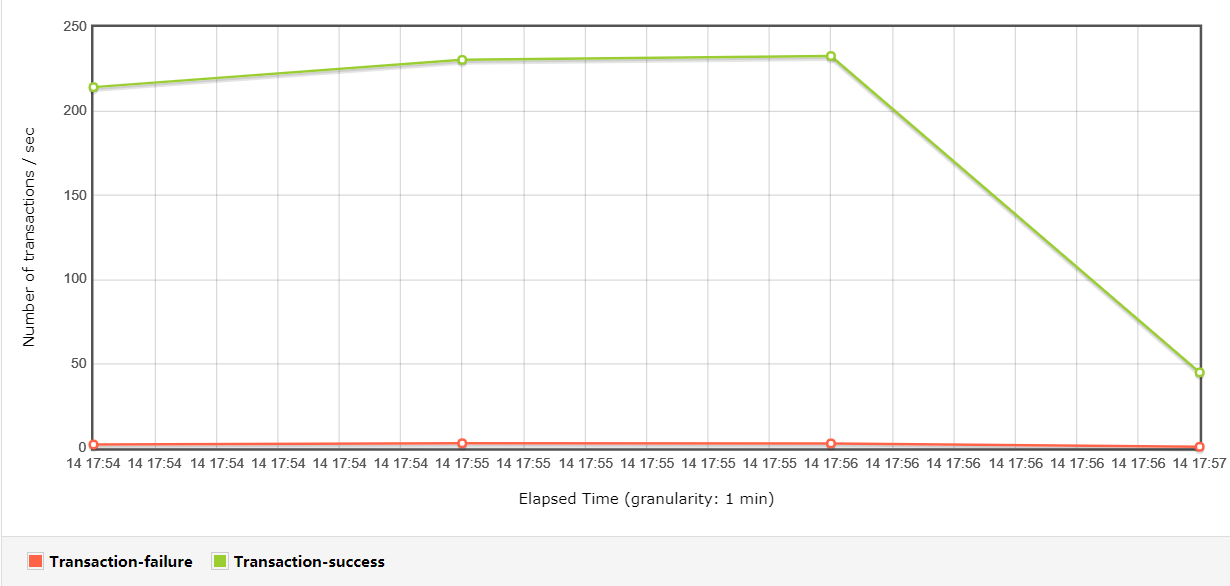 250
200
150
100
50
0
Number of transactions / sec
14 17:54 14 17:54 14 17:54 14 17:54 14 17:54 14 17:54 14 17:55 14 17:55 14 17:55 14 17:55 14 17:55 14 17:55 14 17:56 14 17:56 14 17:56 14 17:56 14 17:56 14 17:56 14 17:57
Elapsed Time (granularity: 1 min)
Transaction-failure Transaction-success